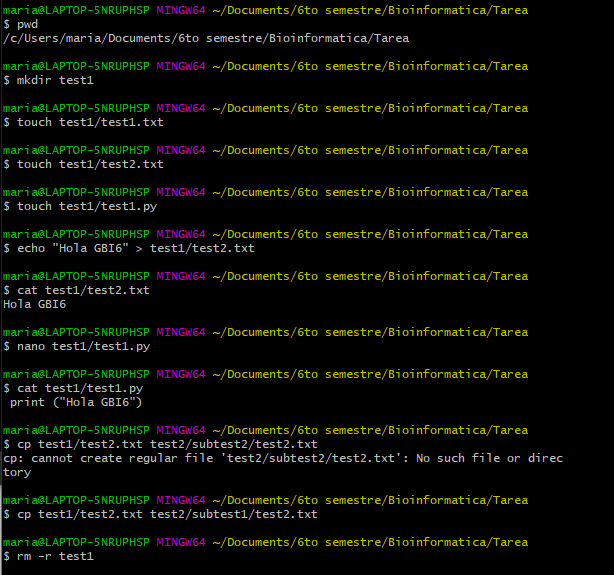 maria@LAPTOP-5NRUPHSP MINGW64 ~/Documents/6to semestre/Bioinformatica/Tarea
$ pwd
/c/Users/maria/Documents/6to semestre/Bioinformatica/Tarea
maria@LAPTOP-5NRUPHSP MINGW64 ~/Documents/6to semestre/Bioinformatica/Tarea
$ mkdir test1
maria@LAPTOP-5NRUPHSP MINGW64 ~/Documents/6to semestre/Bioinformatica/Tarea
$ touch test1/test1.txt
maria@LAPTOP-5NRUPHSP MINGW64 ~/Documents/6to semestre/Bioinformatica/Tarea
$ touch test1/test2.txt
maria@LAPTOP-5NRUPHSP MINGW64 ~/Documents/6to semestre/Bioinformatica/Tarea
$ touch test1/test1.py
maria@LAPTOP-5NRUPHSP MINGW64 ~/Documents/6to semestre/Bioinformatica/Tarea
$ echo "Hola GBI6" > test1/test2.txt
maria@LAPTOP-5NRUPHSP MINGW64 ~/Documents/6to semestre/Bioinformatica/Tarea
$ cat test1/test2.txt
Hola GBI6
maria@LAPTOP-5NRUPHSP MINGW64 ~/Documents/6to semestre/Bioinformatica/Tarea
$ nano test1/test1.py
maria@LAPTOP-5NRUPHSP MINGW64 ~/Documents/6to semestre/Bioinformatica/Tarea
$ cat test1/test1.py
 print ("Hola GBI6")
maria@LAPTOP-5NRUPHSP MINGW64 ~/Documents/6to semestre/Bioinformatica/Tarea
$ cp test1/test2.txt test2/subtest2/test2.txt
cp: cannot create regular file 'test2/subtest2/test2.txt': No such file or direc
tory
maria@LAPTOP-5NRUPHSP MINGW64 ~/Documents/6to semestre/Bioinformatica/Tarea
$ cp test1/test2.txt test2/subtest1/test2.txt
maria@LAPTOP-5NRUPHSP MINGW64 ~/Documents/6to semestre/Bioinformatica/Tarea
$ rm -r test1